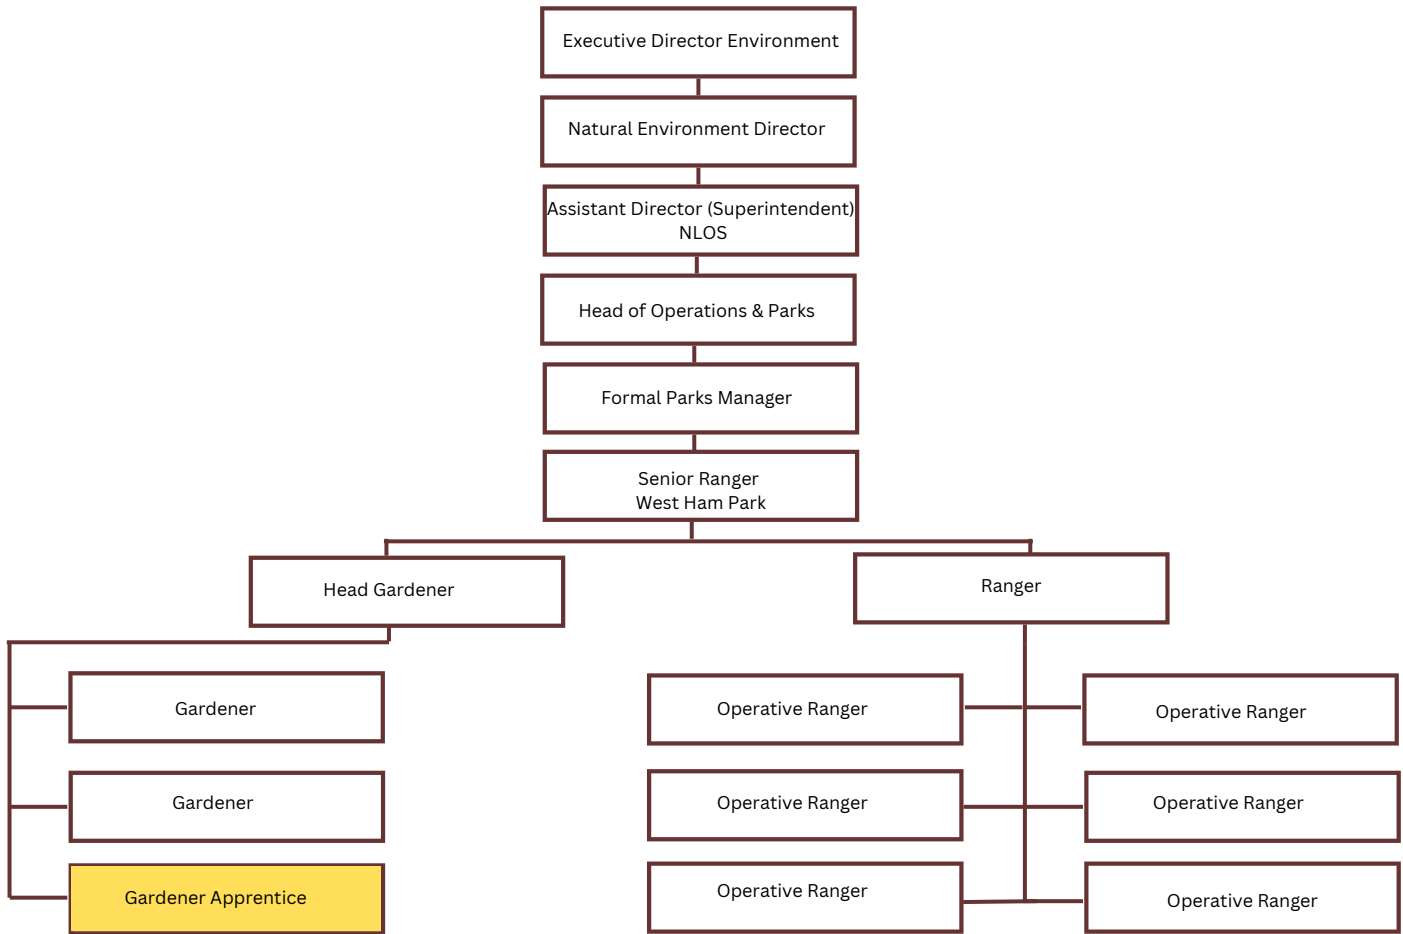 Executive Director Environment
Natural Environment Director
Assistant Director (Superintendent)
NLOS
Head of Operations & Parks
Formal Parks Manager
Senior Ranger
West Ham Park
Head Gardener
Ranger
Gardener
Operative Ranger
Operative Ranger
Gardener
Operative Ranger
Operative Ranger
Gardener Apprentice
Operative Ranger
Operative Ranger